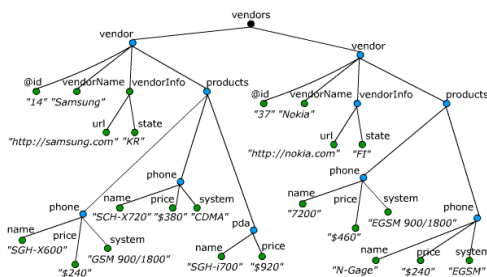 vendors
vendor
vendor
@id vendorName vendorInfo products
"14" "Samsung"
@id vendorName vendorInfo products
"37" "Nokia"
url state
"http://samsung.com" "KR"
url state
"http://nokia.com" "FI"
phone
name price system
"SCH-X720" "$380" "CDMA"
phone
name price system
"SGH-X600" "$240" "GSM 900/1800"
pda
name price
"SGH-i700" "$920"
phone
name price system
"7200" "$460" "EGSM 900/1800"
phone
name price system
"N-Gage" "$240" "EGSM"